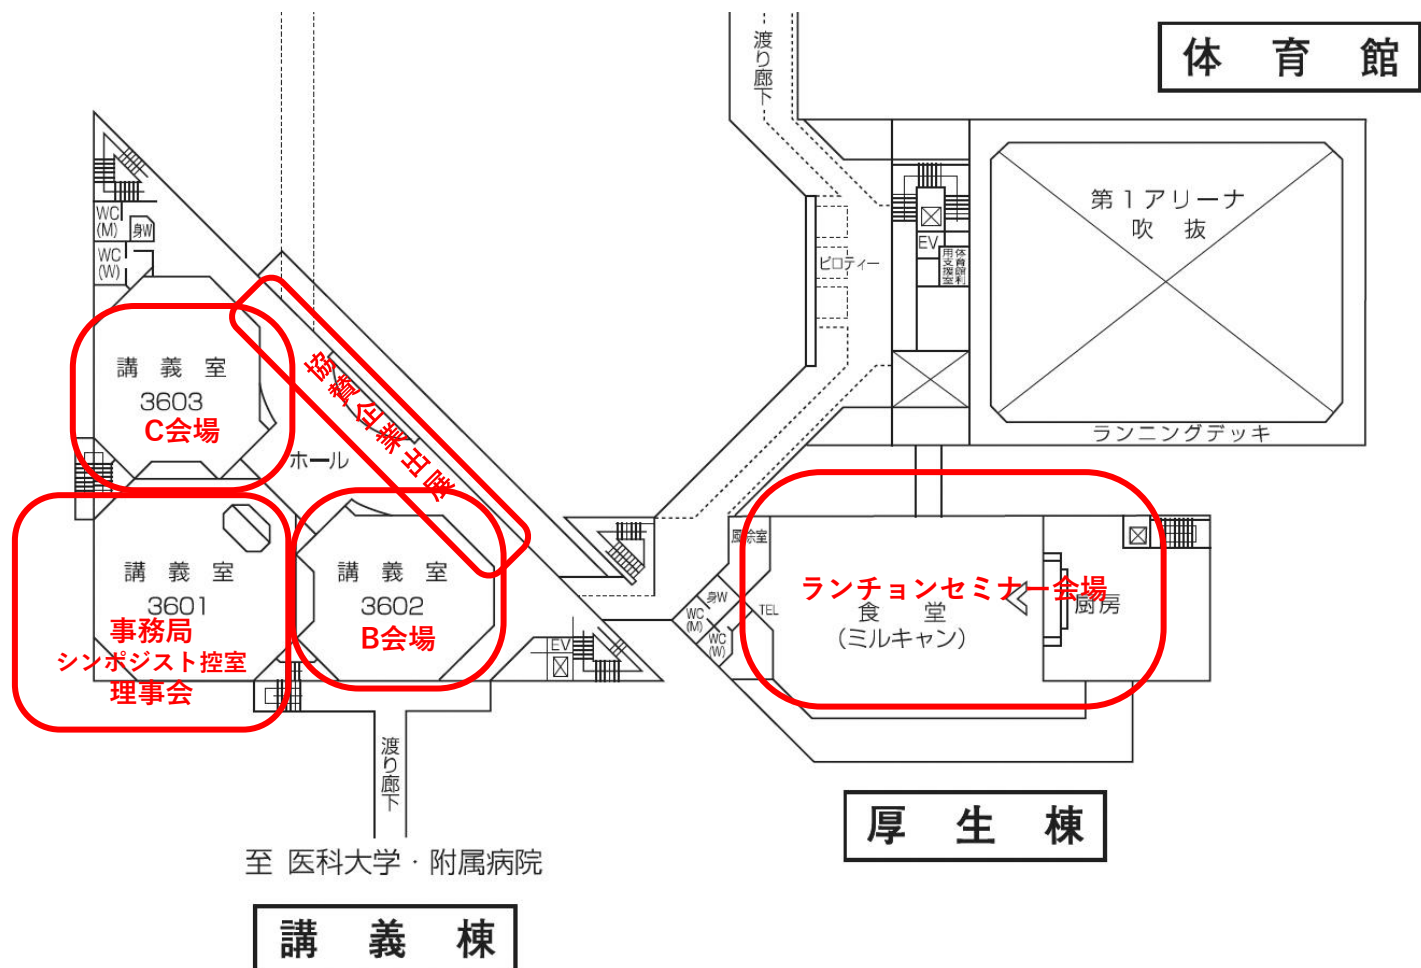 体 育 館
渡り廊下
第1アリーナ
吹 抜
WC
(M)
身W
WC
(W)
EV
体育館利
用支援室
ピロティー
講 義 室
3603
C会場
協賛企業出展
ホール
ランニングデッキ
講 義 室
3601
事務局
シンポジスト控室
理事会
講 義 室
3602
B会場
EV
風除室
身W
WC
(M)
WC
(W)
TEL
ランチョンセミナー会場
食 堂
(ミルキャン)
厨房
渡り廊下
至 医科大学・附属病院
厚 生 棟
講 義 棟